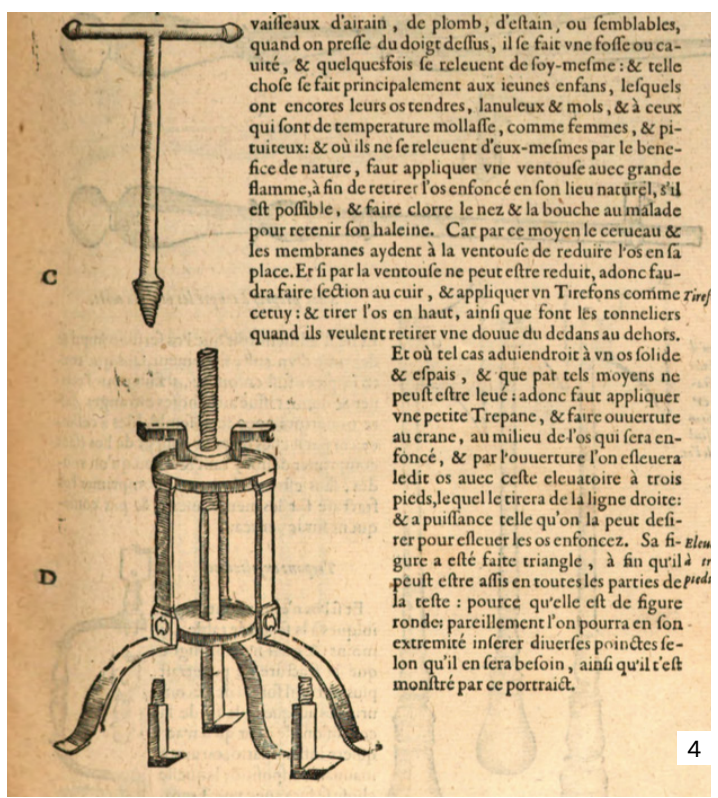 vaiſſeaux d'airain, de plomb, d'eſtain, ou ſemblables,
quand on preſſe du doigt deſſus, il ſe fait vne foſſe ou ca-
uité, & quelquesfois ſe releuent de ſoy-meſme: & telle
choſe ſe fait principalement aux ieunes enfans, leſquels
ont encores leurs os tendres, lanuleux & mols, & à ceux
qui ſont de temperature mollaſſe, comme femmes, & pi-
tuiteux: & où ils ne ſe releuent d'eux-meſmes par le bene-
fice de nature, faut appliquer vne ventouſe auec grande
flamme, à fin de retirer l'os enfoncé en ſon lieu naturel, s'il
eſt poſſible, & faire clorre le nez & la bouche au malade
pour retenir ſon haleine. Car par ce moyen le cerueau &
les membranes aydent à la ventouſe de reduire l'os en ſa
C
place. Et ſi par la ventouſe ne peut eſtre reduit, adonc fau-
dra faire ſection au cuir, & appliquer vn Tirefons comme
Tiref
cetuy: & tirer l'os en haut, ainſi que font les tonneliers
quand ils veulent retirer vne douue du dedans au dehors.
Et où tel cas aduiendroit à vn os ſolide
& eſpais, & que par tels moyens ne
peuſt eſtre leué: adonc faut appliquer
vne petite Trepane, & faire ouuerture
au crane, au milieu de l'os qui ſera en-
foncé, & par l'ouuerture l'on eſleuera
ledit os auec ceſte eleuatoire à trois
pieds, lequel le tirera de la ligne droite:
& a puiſſance telle qu'on la peut deſi-
rer pour eſleuer les os enfoncez. Sa fi-
Eleu
gure a eſté faite triangle, à fin qu'il
à tr
D
peuſt eſtre aſſis en toutes les parties de
pieds
la teſte: pource qu'elle eſt de figure
ronde: pareillement l'on pourra en ſon
extremité inſerer diuerſes poinctes ſe-
lon qu'il en ſera beſoin, ainſi qu'il t'eſt
monſtré par ce portraict.
4